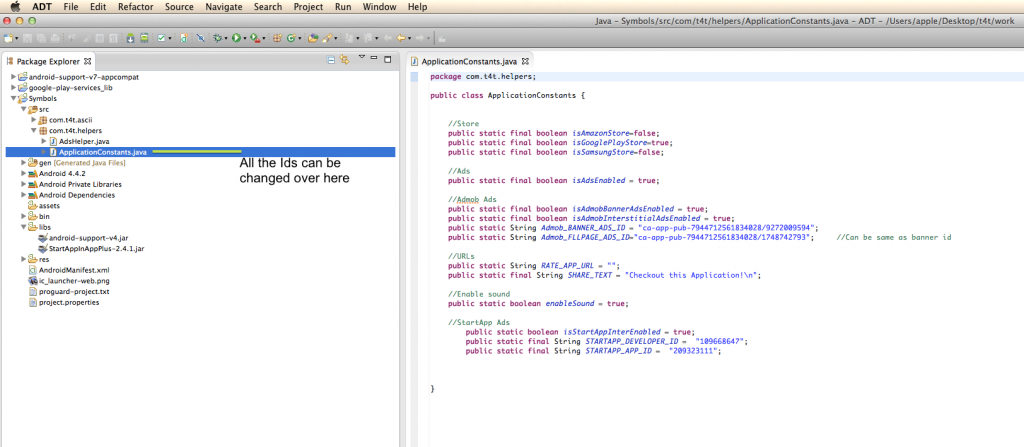 ADT File Edit Refactor Source Navigate Search Project Run Window Help
Java – Symbols/src/com/t4t/helpers/ApplicationConstants.java – ADT – /Users/apple/Desktop/t4t/work
Package Explorer
android-support-v7-appcompat
google-play-services_lib
Symbols
src
com.t4t.ascii
com.t4t.helpers
AdsHelper.java
ApplicationConstants.java
All the Ids can be
changed over here
gen [Generated Java Files]
Android 4.4.2
Android Private Libraries
Android Dependencies
assets
bin
libs
android-support-v4.jar
StartAppInAppPlus-2.4.1.jar
res
AndroidManifest.xml
ic_launcher-web.png
proguard-project.txt
project.properties
ApplicationConstants.java
package com.t4t.helpers;
public class ApplicationConstants {
//Store
public static final boolean isAmazonStore=false;
public static final boolean isGooglePlayStore=true;
public static final boolean isSamsungStore=false;
//Ads
public static final boolean isAdsEnabled = true;
//Admob Ads
public static final boolean isAdmobBannerAdsEnabled = true;
public static final boolean isAdmobInterstitialAdsEnabled = true;
public static String Admob_BANNER_ADS_ID = "ca-app-pub-7944712561834028/9272009594";
public static String Admob_FLLPAGE_ADS_ID="ca-app-pub-7944712561834028/1748742793"; //Can be same as banner id
//URLs
public static String RATE_APP_URL = "";
public static final String SHARE_TEXT = "Checkout this Application!\n";
//Enable sound
public static boolean enableSound = true;
//StartApp Ads
public static boolean isStartAppInterEnabled = true;
public static final String STARTAPP_DEVELOPER_ID = "109668647";
public static final String STARTAPP_APP_ID = "209323111";
}